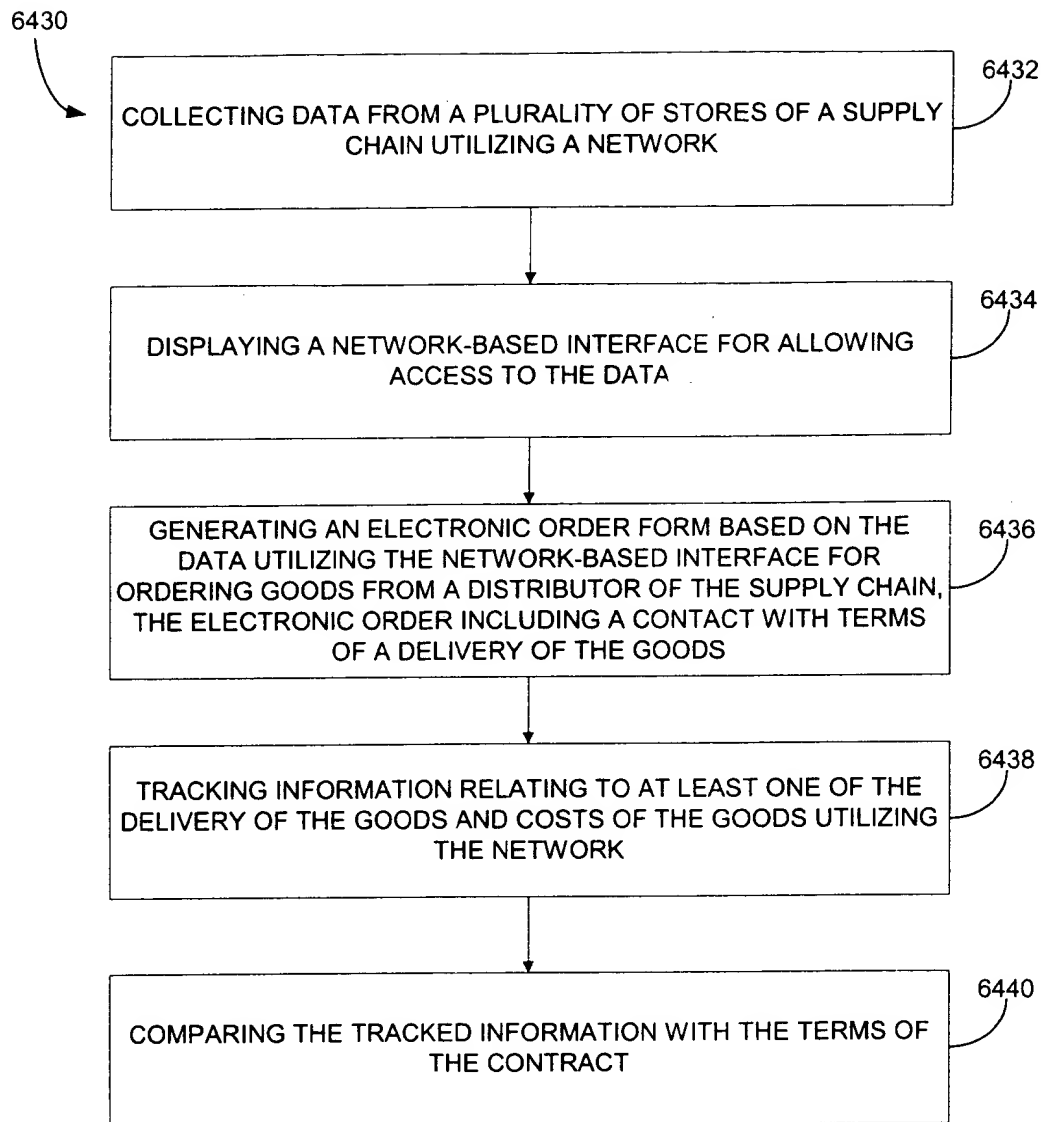 6430
6432
COLLECTING DATA FROM A PLURALITY OF STORES OF A SUPPLY
CHAIN UTILIZING A NETWORK
6434
DISPLAYING A NETWORK-BASED INTERFACE FOR ALLOWING
ACCESS TO THE DATA
6436
GENERATING AN ELECTRONIC ORDER FORM BASED ON THE
DATA UTILIZING THE NETWORK-BASED INTERFACE FOR
ORDERING GOODS FROM A DISTRIBUTOR OF THE SUPPLY CHAIN,
THE ELECTRONIC ORDER INCLUDING A CONTACT WITH TERMS
OF A DELIVERY OF THE GOODS
6438
TRACKING INFORMATION RELATING TO AT LEAST ONE OF THE
DELIVERY OF THE GOODS AND COSTS OF THE GOODS UTILIZING
THE NETWORK
6440
COMPARING THE TRACKED INFORMATION WITH THE TERMS OF
THE CONTRACT